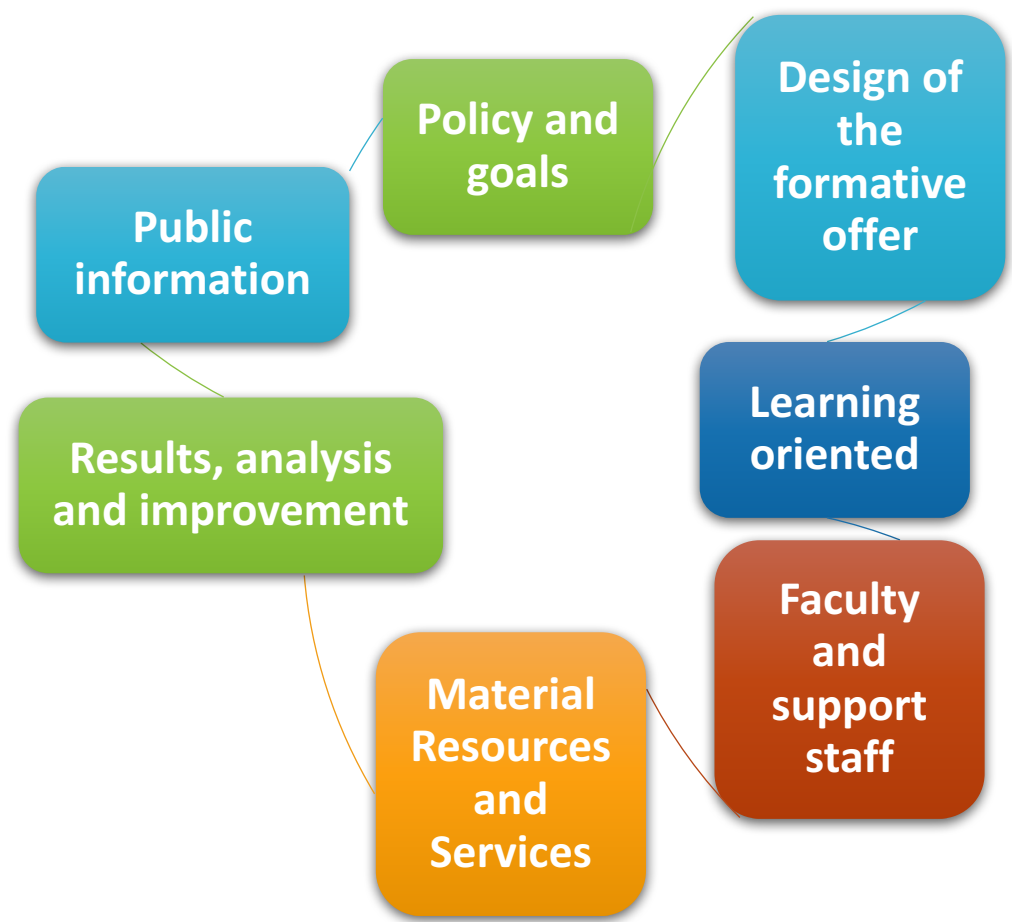 Policy and
goals
Design of
the
formative
offer
Learning
oriented
Faculty
and
support
staff
Material
Resources
and
Services
Results, analysis
and improvement
Public
information